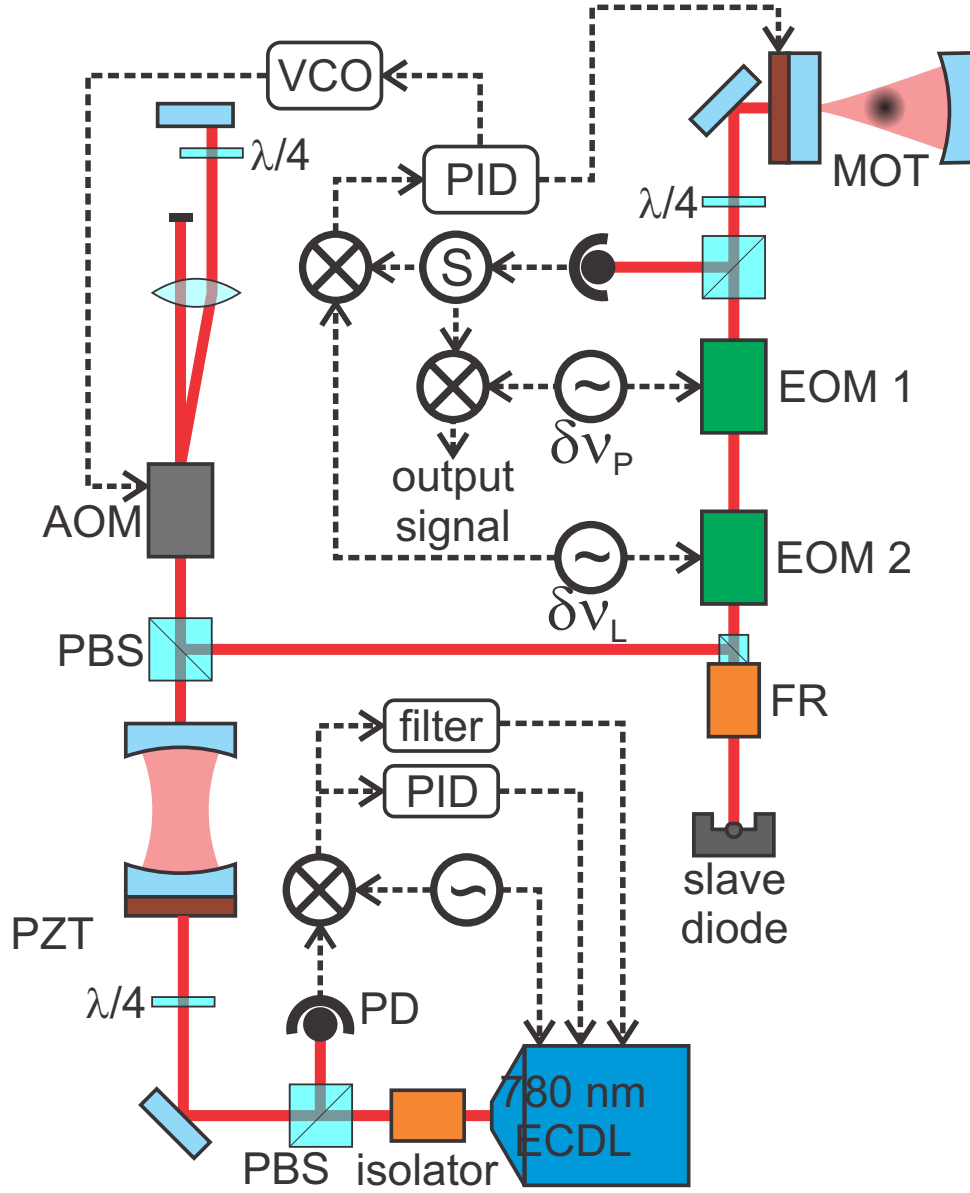 VCO
λ/4
PID
MOT
λ/4
S
~
EOM 1
δν_P
output
signal
AOM
~
EOM 2
δν_L
PBS
FR
filter
PID
slave
diode
PZT
~
λ/4
PD
780 nm
ECDL
PBS
isolator